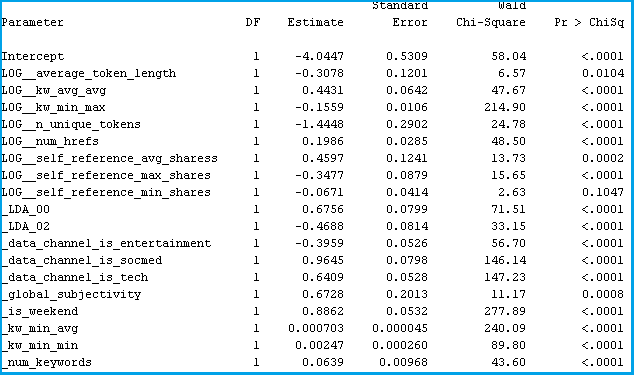 Standard Wald
Parameter DF Estimate Error Chi-Square Pr > ChiSq
Intercept 1 -4.0447 0.5309 58.04 <.0001
LOG__average_token_length 1 -0.3078 0.1201 6.57 0.0104
LOG__kw_avg_avg 1 0.4431 0.0642 47.67 <.0001
LOG__kw_min_max 1 -0.1559 0.0106 214.90 <.0001
LOG__n_unique_tokens 1 -1.4448 0.2902 24.78 <.0001
LOG__num_hrefs 1 0.1986 0.0285 48.50 <.0001
LOG__self_reference_avg_sharess 1 0.4597 0.1241 13.73 0.0002
LOG__self_reference_max_shares 1 -0.3477 0.0879 15.65 <.0001
LOG__self_reference_min_shares 1 -0.0671 0.0414 2.63 0.1047
_LDA_00 1 0.6756 0.0799 71.51 <.0001
_LDA_02 1 -0.4688 0.0814 33.15 <.0001
_data_channel_is_entertainment 1 -0.3959 0.0526 56.70 <.0001
_data_channel_is_socmed 1 0.9645 0.0798 146.14 <.0001
_data_channel_is_tech 1 0.6409 0.0528 147.23 <.0001
_global_subjectivity 1 0.6728 0.2013 11.17 0.0008
_is_weekend 1 0.8862 0.0532 277.89 <.0001
_kw_min_avg 1 0.000703 0.000045 240.09 <.0001
_kw_min_min 1 0.00247 0.000260 89.80 <.0001
_num_keywords 1 0.0639 0.00968 43.60 <.0001